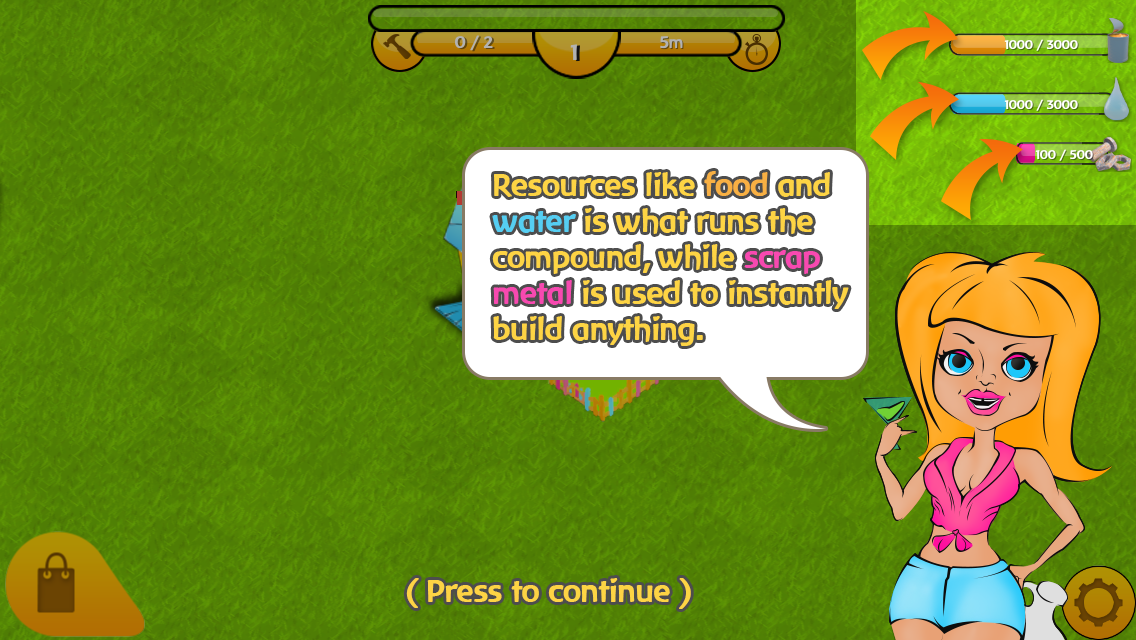 0 / 2
1
5m
1000 / 3000
1000 / 3000
100 / 500
Resources like food and
water is what runs the
compound, while scrap
metal is used to instantly
build anything.
( Press to continue )